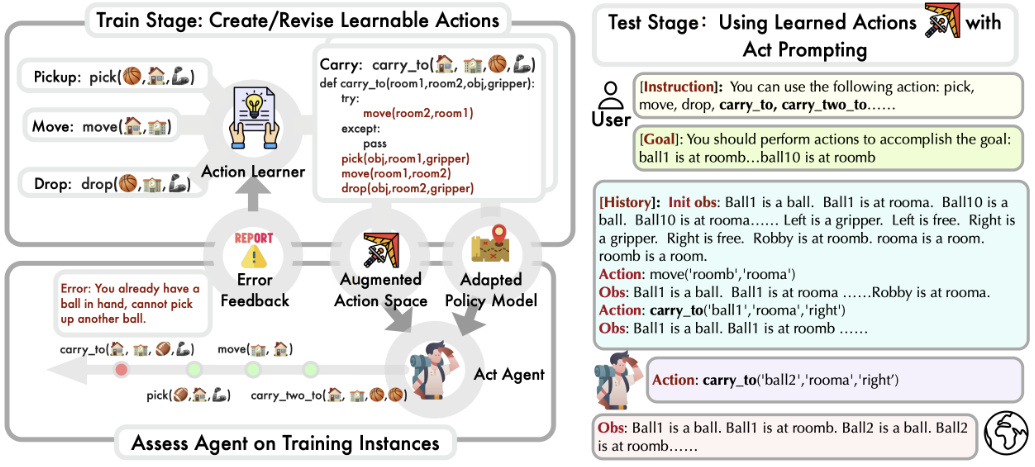 Train Stage: Create/Revise Learnable Actions
Pickup: pick( , , )
Move: move( , )
Drop: drop( , , )
Action Learner
Carry: carry_to( , , , )
def carry_to(room1,room2,obj,gripper):
try:
move(room2,room1)
except:
pass
pick(obj,room1,gripper)
move(room1,room2)
drop(obj,room2,gripper)
REPORT
Error
Feedback
Augmented
Action Space
Adapted
Policy Model
Error: You already have a
ball in hand, cannot pick
up another ball.
carry_to( , , , )
move( , )
pick( , , )
carry_two_to( , , , )
Act Agent
Assess Agent on Training Instances
Test Stage: Using Learned Actions with
Act Prompting
User
[Instruction]: You can use the following action: pick,
move, drop, carry_to, carry_two_to……
[Goal]: You should perform actions to accomplish the goal:
ball1 is at roomb…ball10 is at roomb
[History]: Init obs: Ball1 is a ball. Ball1 is at rooma. Ball10 is a
ball. Ball10 is at rooma…… Left is a gripper. Left is free. Right is
a gripper. Right is free. Robby is at roomb. rooma is a room.
roomb is a room.
Action: move('roomb','rooma')
Obs: Ball1 is a ball. Ball1 is at rooma ……Robby is at rooma.
Action: carry_to('ball1','rooma','right')
Obs: Ball1 is a ball. Ball1 is at roomb ……
Action: carry_to('ball2','rooma','right’)
Obs: Ball1 is a ball. Ball1 is at roomb. Ball2 is a ball. Ball2
is at roomb……